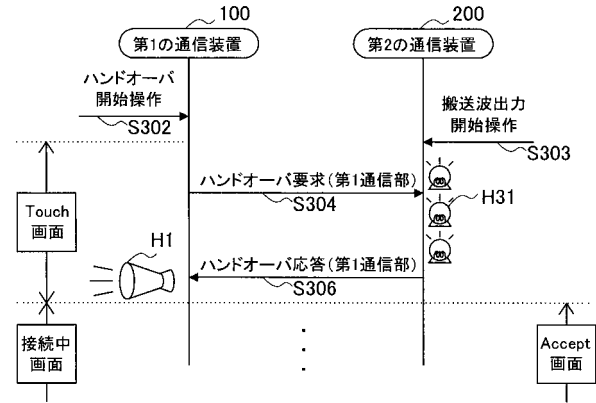 100
200
第1の通信装置
第2の通信装置
ハンドオーバ
開始操作
S302
搬送波出力
開始操作
S303
ハンドオーバ要求(第1通信部)
S304
H31
Touch
画面
H1
ハンドオーバ応答(第1通信部)
S306
接続中
画面
Accept
画面